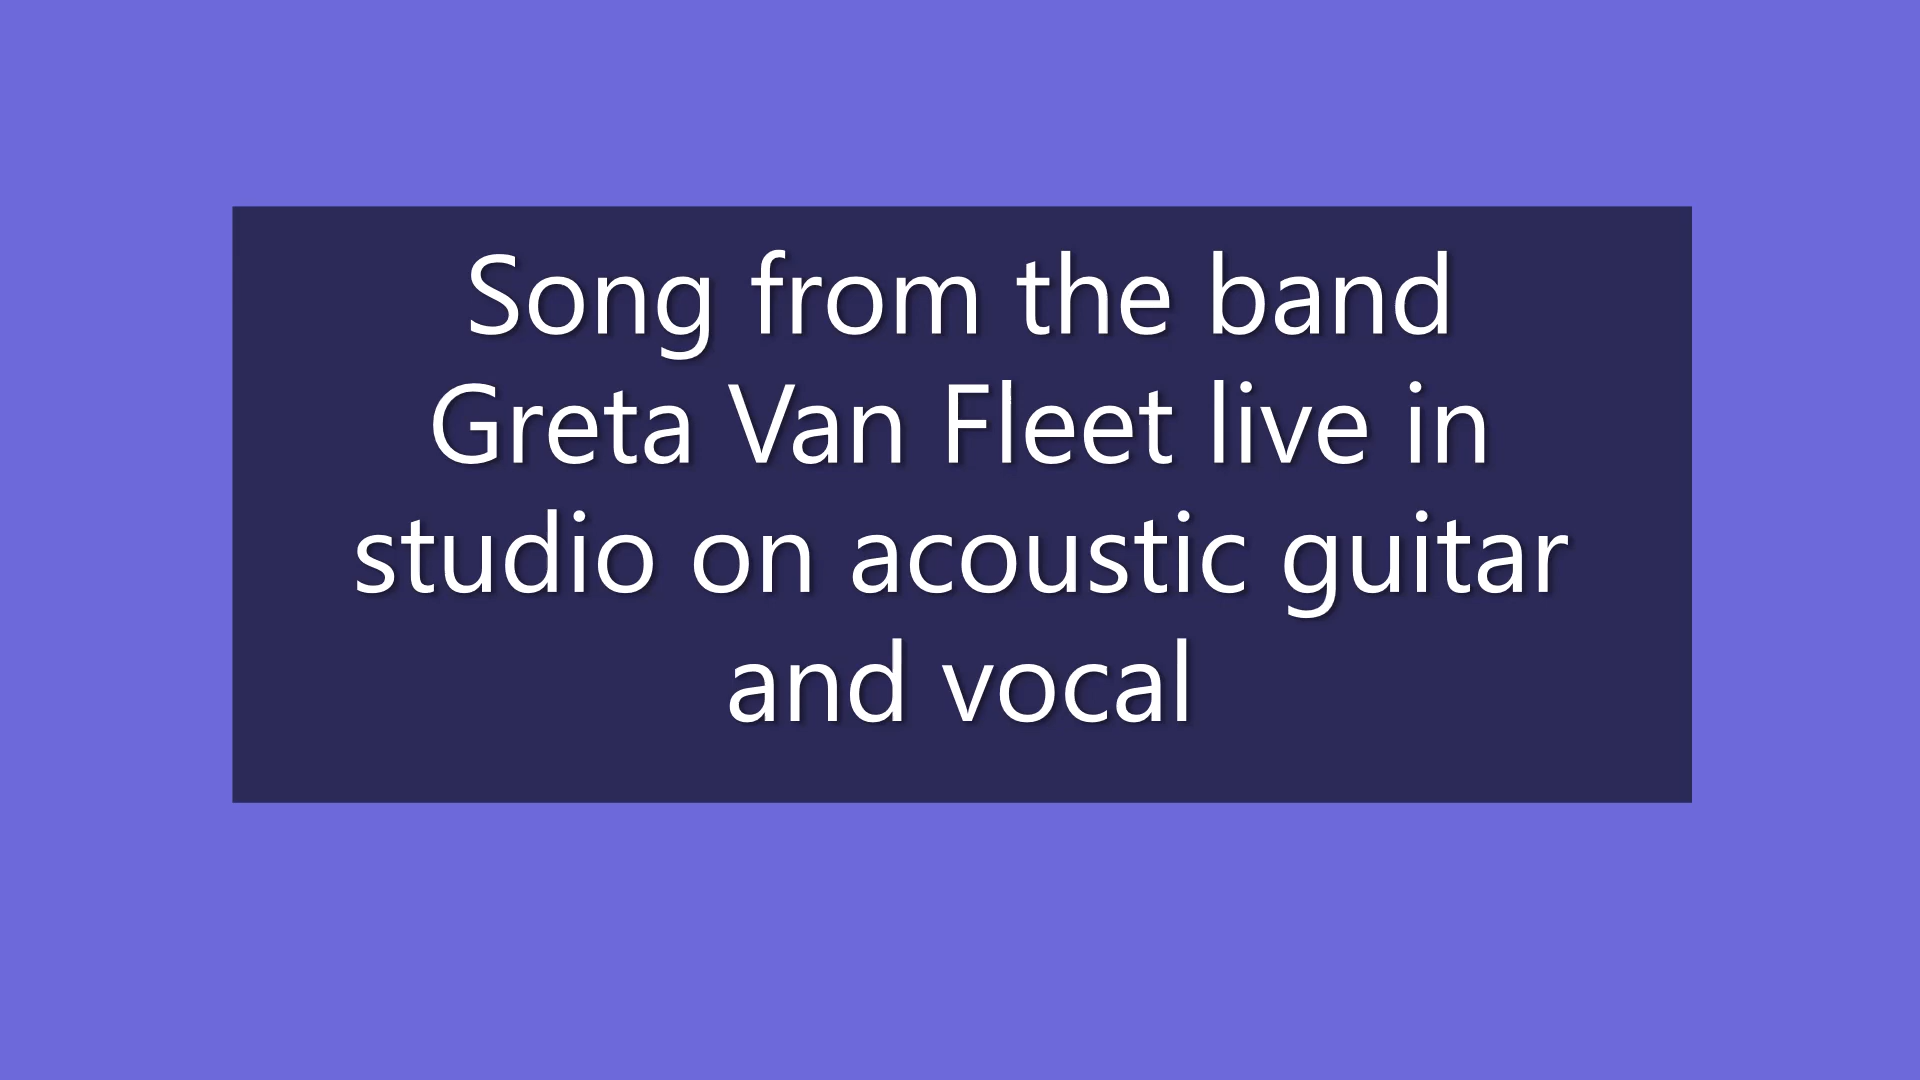 Song from the band
Greta Van Fleet live in
studio on acoustic guitar
and vocal